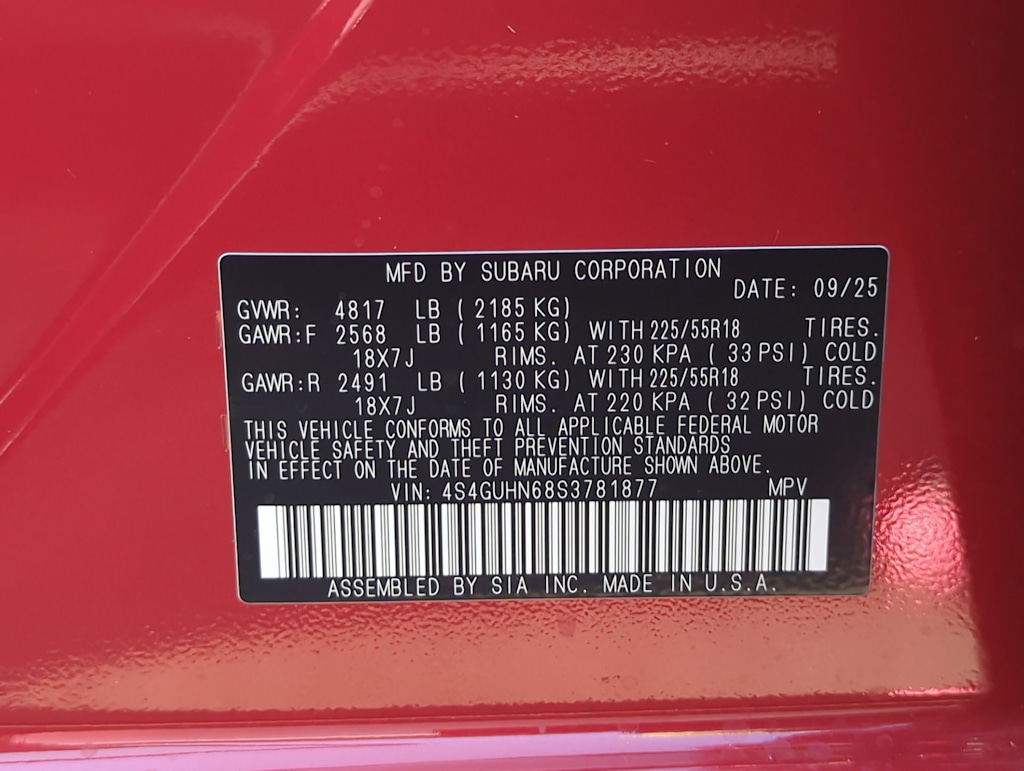 MFD BY SUBARU CORPORATION
DATE: 09/25
GVWR: 4817 LB ( 2185 KG)
GAWR:F 2568 LB ( 1165 KG) WITH 225/55R18 TIRES.
18X7J RIMS. AT 230 KPA ( 33 PSI) COLD
GAWR:R 2491 LB ( 1130 KG) WITH 225/55R18 TIRES.
18X7J RIMS. AT 220 KPA ( 32 PSI) COLD
THIS VEHICLE CONFORMS TO ALL APPLICABLE FEDERAL MOTOR
VEHICLE SAFETY AND THEFT PREVENTION STANDARDS
IN EFFECT ON THE DATE OF MANUFACTURE SHOWN ABOVE.
VIN: 4S4GUHN68S3781877 MPV
ASSEMBLED BY SIA INC. MADE IN U.S.A.